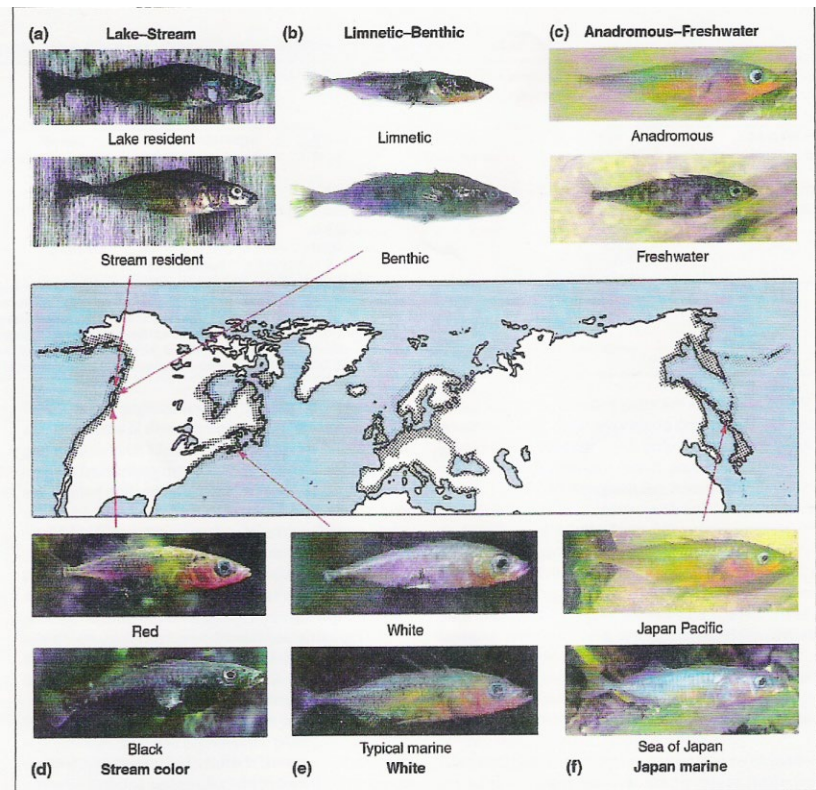 (a) Lake–Stream
(b) Limnetic–Benthic
(c) Anadromous–Freshwater
Lake resident
Limnetic
Anadromous
Stream resident
Benthic
Freshwater
Red
White
Japan Pacific
Black
Typical marine
Sea of Japan
(d) Stream color
(e) White
(f) Japan marine